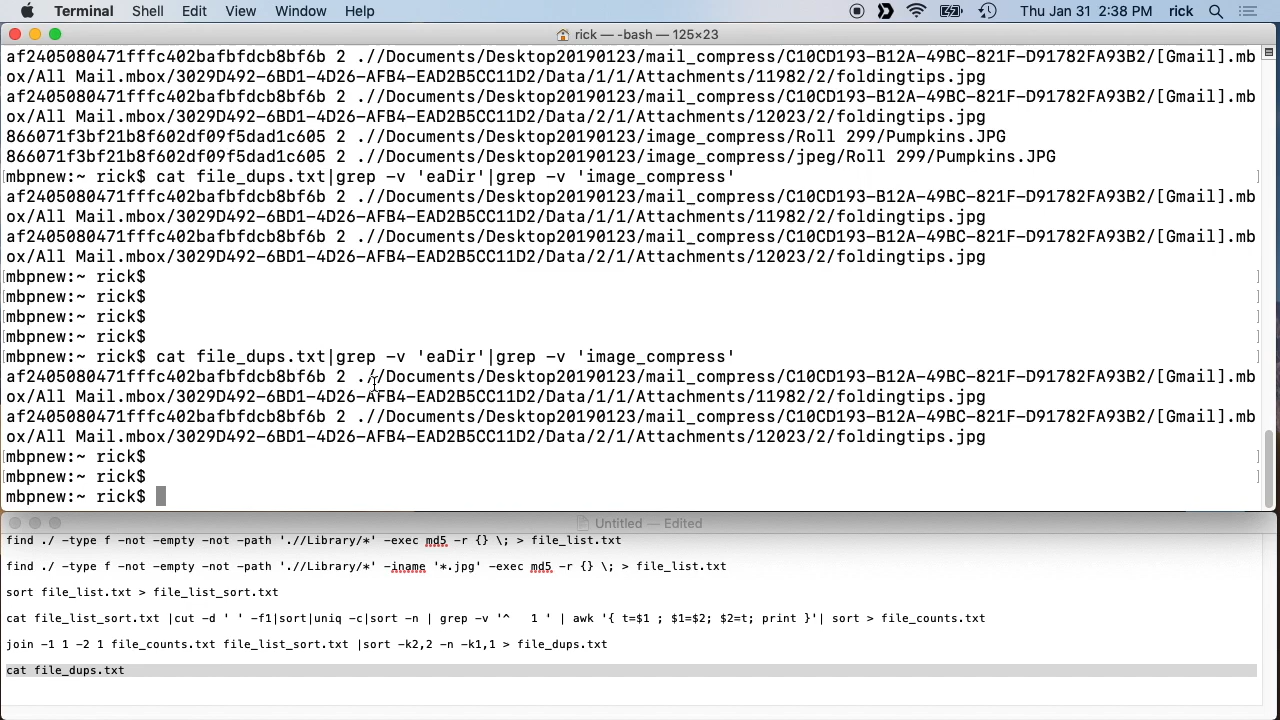 Terminal Shell Edit View Window Help Thu Jan 31 2:38 PM rick
rick — -bash — 125×23
af2405080471fffc402bafbfdcb8bf6b 2 .//Documents/Desktop20190123/mail_compress/C10CD193-B12A-49BC-821F-D91782FA93B2/[Gmail].mb
ox/All Mail.mbox/3029D492-6BD1-4D26-AFB4-EAD2B5CC11D2/Data/1/1/Attachments/11982/2/foldingtips.jpg
af2405080471fffc402bafbfdcb8bf6b 2 .//Documents/Desktop20190123/mail_compress/C10CD193-B12A-49BC-821F-D91782FA93B2/[Gmail].mb
ox/All Mail.mbox/3029D492-6BD1-4D26-AFB4-EAD2B5CC11D2/Data/2/1/Attachments/12023/2/foldingtips.jpg
866071f3bf21b8f602df09f5dad1c605 2 .//Documents/Desktop20190123/image_compress/Roll 299/Pumpkins.JPG
866071f3bf21b8f602df09f5dad1c605 2 .//Documents/Desktop20190123/image_compress/jpeg/Roll 299/Pumpkins.JPG
[mbpnew:~ rick$ cat file_dups.txt|grep -v 'eaDir'|grep -v 'image_compress' ]
af2405080471fffc402bafbfdcb8bf6b 2 .//Documents/Desktop20190123/mail_compress/C10CD193-B12A-49BC-821F-D91782FA93B2/[Gmail].mb
ox/All Mail.mbox/3029D492-6BD1-4D26-AFB4-EAD2B5CC11D2/Data/1/1/Attachments/11982/2/foldingtips.jpg
af2405080471fffc402bafbfdcb8bf6b 2 .//Documents/Desktop20190123/mail_compress/C10CD193-B12A-49BC-821F-D91782FA93B2/[Gmail].mb
ox/All Mail.mbox/3029D492-6BD1-4D26-AFB4-EAD2B5CC11D2/Data/2/1/Attachments/12023/2/foldingtips.jpg
[mbpnew:~ rick$ ]
[mbpnew:~ rick$ ]
[mbpnew:~ rick$ ]
[mbpnew:~ rick$ ]
[mbpnew:~ rick$ cat file_dups.txt|grep -v 'eaDir'|grep -v 'image_compress' ]
af2405080471fffc402bafbfdcb8bf6b 2 .//Documents/Desktop20190123/mail_compress/C10CD193-B12A-49BC-821F-D91782FA93B2/[Gmail].mb
ox/All Mail.mbox/3029D492-6BD1-4D26-AFB4-EAD2B5CC11D2/Data/1/1/Attachments/11982/2/foldingtips.jpg
af2405080471fffc402bafbfdcb8bf6b 2 .//Documents/Desktop20190123/mail_compress/C10CD193-B12A-49BC-821F-D91782FA93B2/[Gmail].mb
ox/All Mail.mbox/3029D492-6BD1-4D26-AFB4-EAD2B5CC11D2/Data/2/1/Attachments/12023/2/foldingtips.jpg
[mbpnew:~ rick$ ]
[mbpnew:~ rick$ ]
mbpnew:~ rick$
Untitled — Edited
find ./ -type f -not -empty -not -path './/Library/*' -exec md5 -r {} \; > file_list.txt
find ./ -type f -not -empty -not -path './/Library/*' -iname '*.jpg' -exec md5 -r {} \; > file_list.txt
sort file_list.txt > file_list_sort.txt
cat file_list_sort.txt |cut -d ' ' -f1|sort|uniq -c|sort -n | grep -v '^   1 ' | awk '{ t=$1 ; $1=$2; $2=t; print }'| sort > file_counts.txt
join -1 1 -2 1 file_counts.txt file_list_sort.txt |sort -k2,2 -n -k1,1 > file_dups.txt
cat file_dups.txt